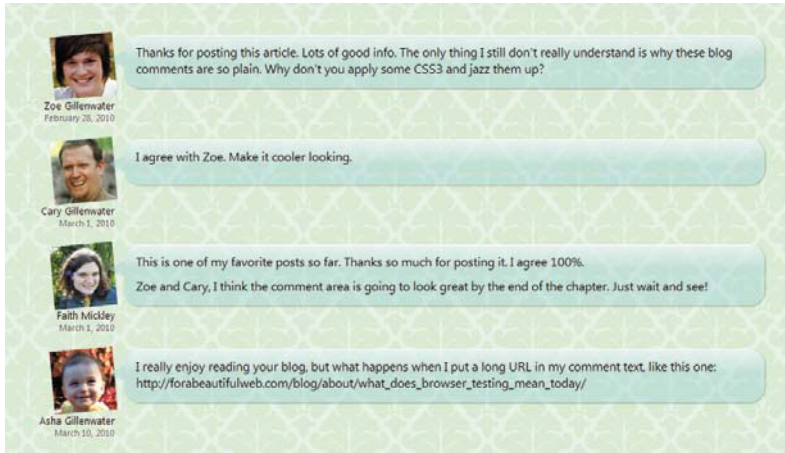 Thanks for posting this article. Lots of good info. The only thing I still don't really understand is why these blog
comments are so plain. Why don't you apply some CSS3 and jazz them up?
Zoe Gillenwater
February 28, 2010
I agree with Zoe. Make it cooler looking.
Cary Gillenwater
March 1, 2010
This is one of my favorite posts so far. Thanks so much for posting it. I agree 100%.
Zoe and Cary, I think the comment area is going to look great by the end of the chapter. Just wait and see!
Faith Mickley
March 1, 2010
I really enjoy reading your blog, but what happens when I put a long URL in my comment text, like this one:
http://forabeautifulweb.com/blog/about/what_does_browser_testing_mean_today/
Asha Gillenwater
March 10, 2010